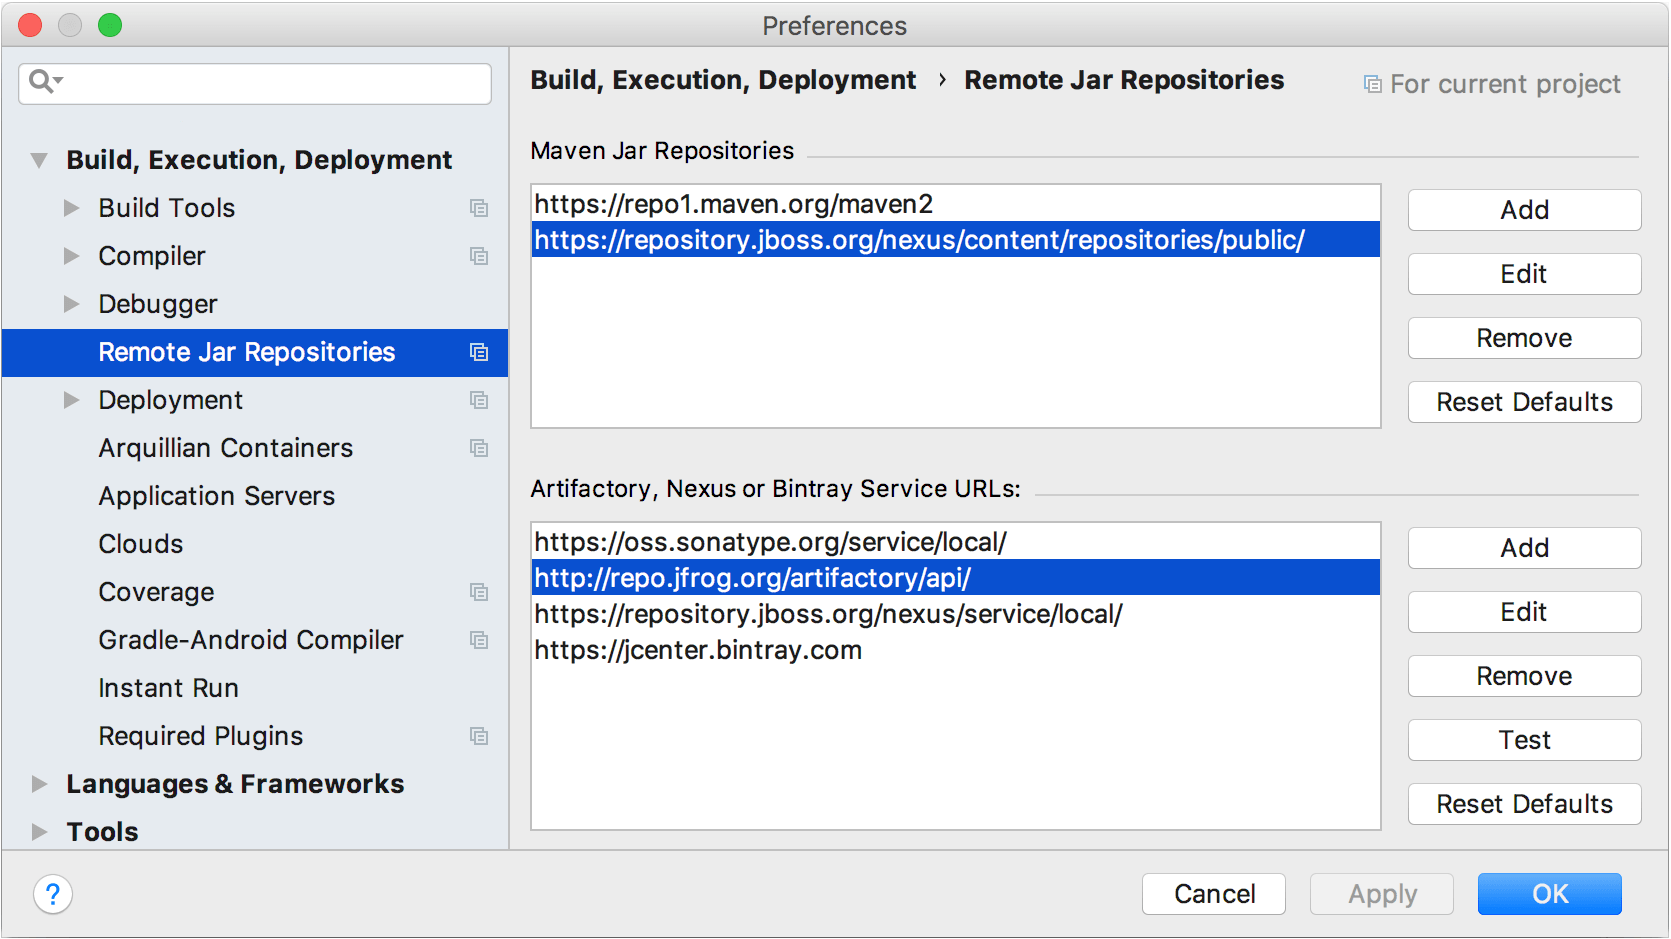 Preferences
Build, Execution, Deployment
Build Tools
Compiler
Debugger
Remote Jar Repositories
Deployment
Arquillian Containers
Application Servers
Clouds
Coverage
Gradle-Android Compiler
Instant Run
Required Plugins
Languages & Frameworks
Tools
Build, Execution, Deployment › Remote Jar Repositories
For current project
Maven Jar Repositories
https://repo1.maven.org/maven2
https://repository.jboss.org/nexus/content/repositories/public/
Add
Edit
Remove
Reset Defaults
Artifactory, Nexus or Bintray Service URLs:
https://oss.sonatype.org/service/local/
http://repo.jfrog.org/artifactory/api/
https://repository.jboss.org/nexus/service/local/
https://jcenter.bintray.com
Add
Edit
Remove
Test
Reset Defaults
?
Cancel
Apply
OK